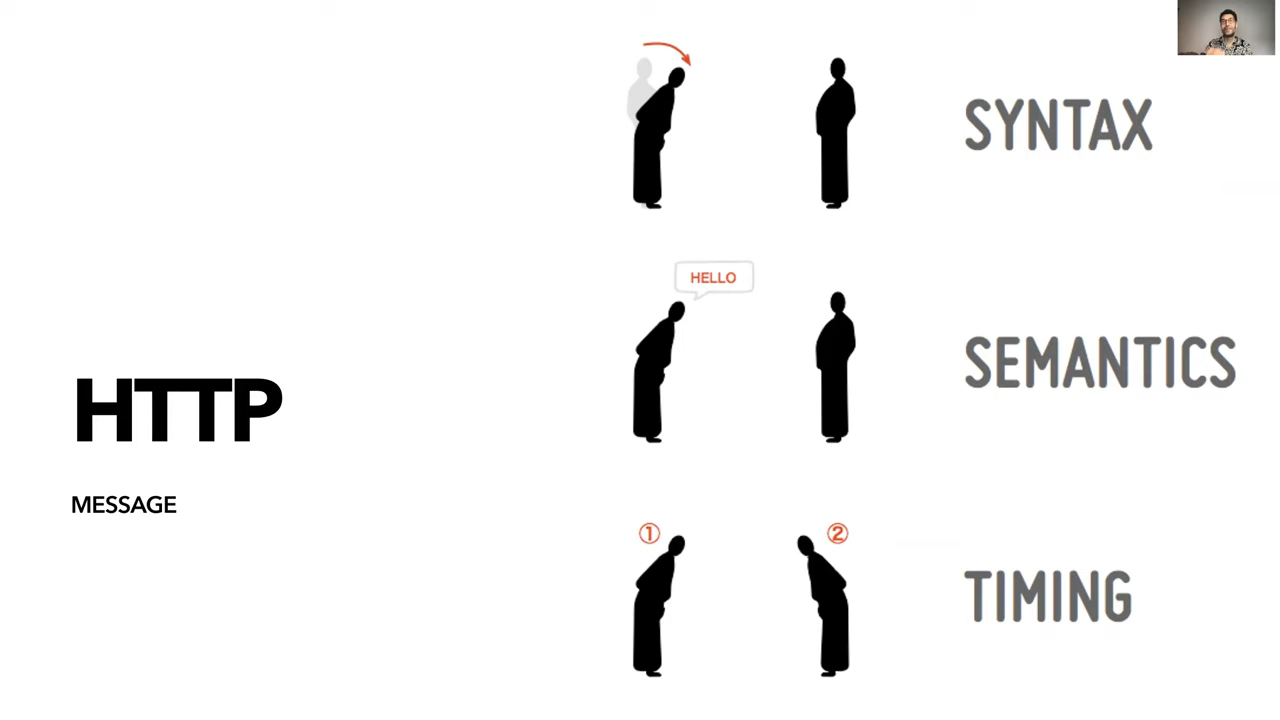 HTTP
MESSAGE
SYNTAX
HELLO
SEMANTICS
① ②
TIMING